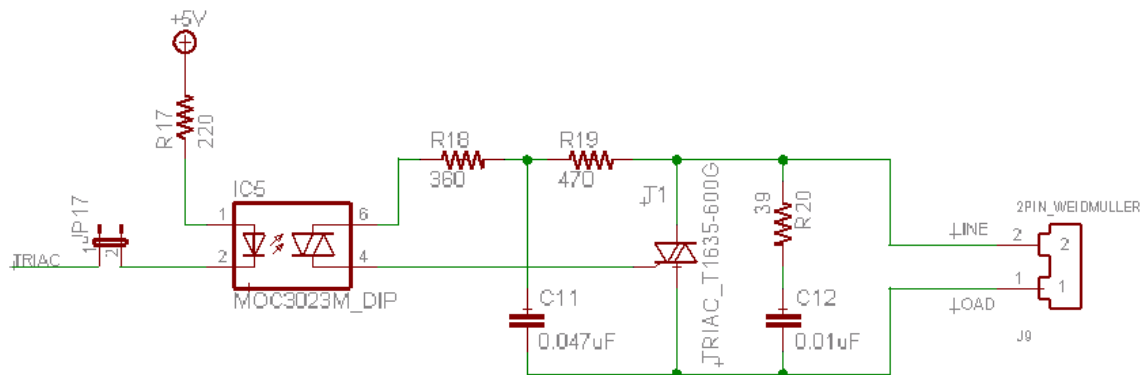 +5V
R17
220
R18
360
R19
470
IC5
1
6
2
4
MOC3023M_DIP
JP17
1
2
TRIAC
T1
TRIAC_T1635-600G
39
R20
C11
0.047uF
C12
0.01uF
2PIN_WEIDMULLER
LINE
2
2
1
1
LOAD
J9